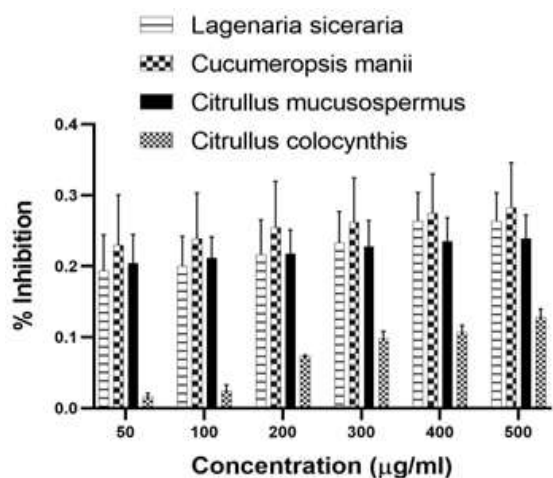 Lagenaria siceraria
Cucumeropsis manii
Citrullus mucusospermus
Citrullus colocynthis
0.4
0.3
0.2
0.1
0.0
% Inhibition
50 100 200 300 400 500
Concentration (μg/ml)